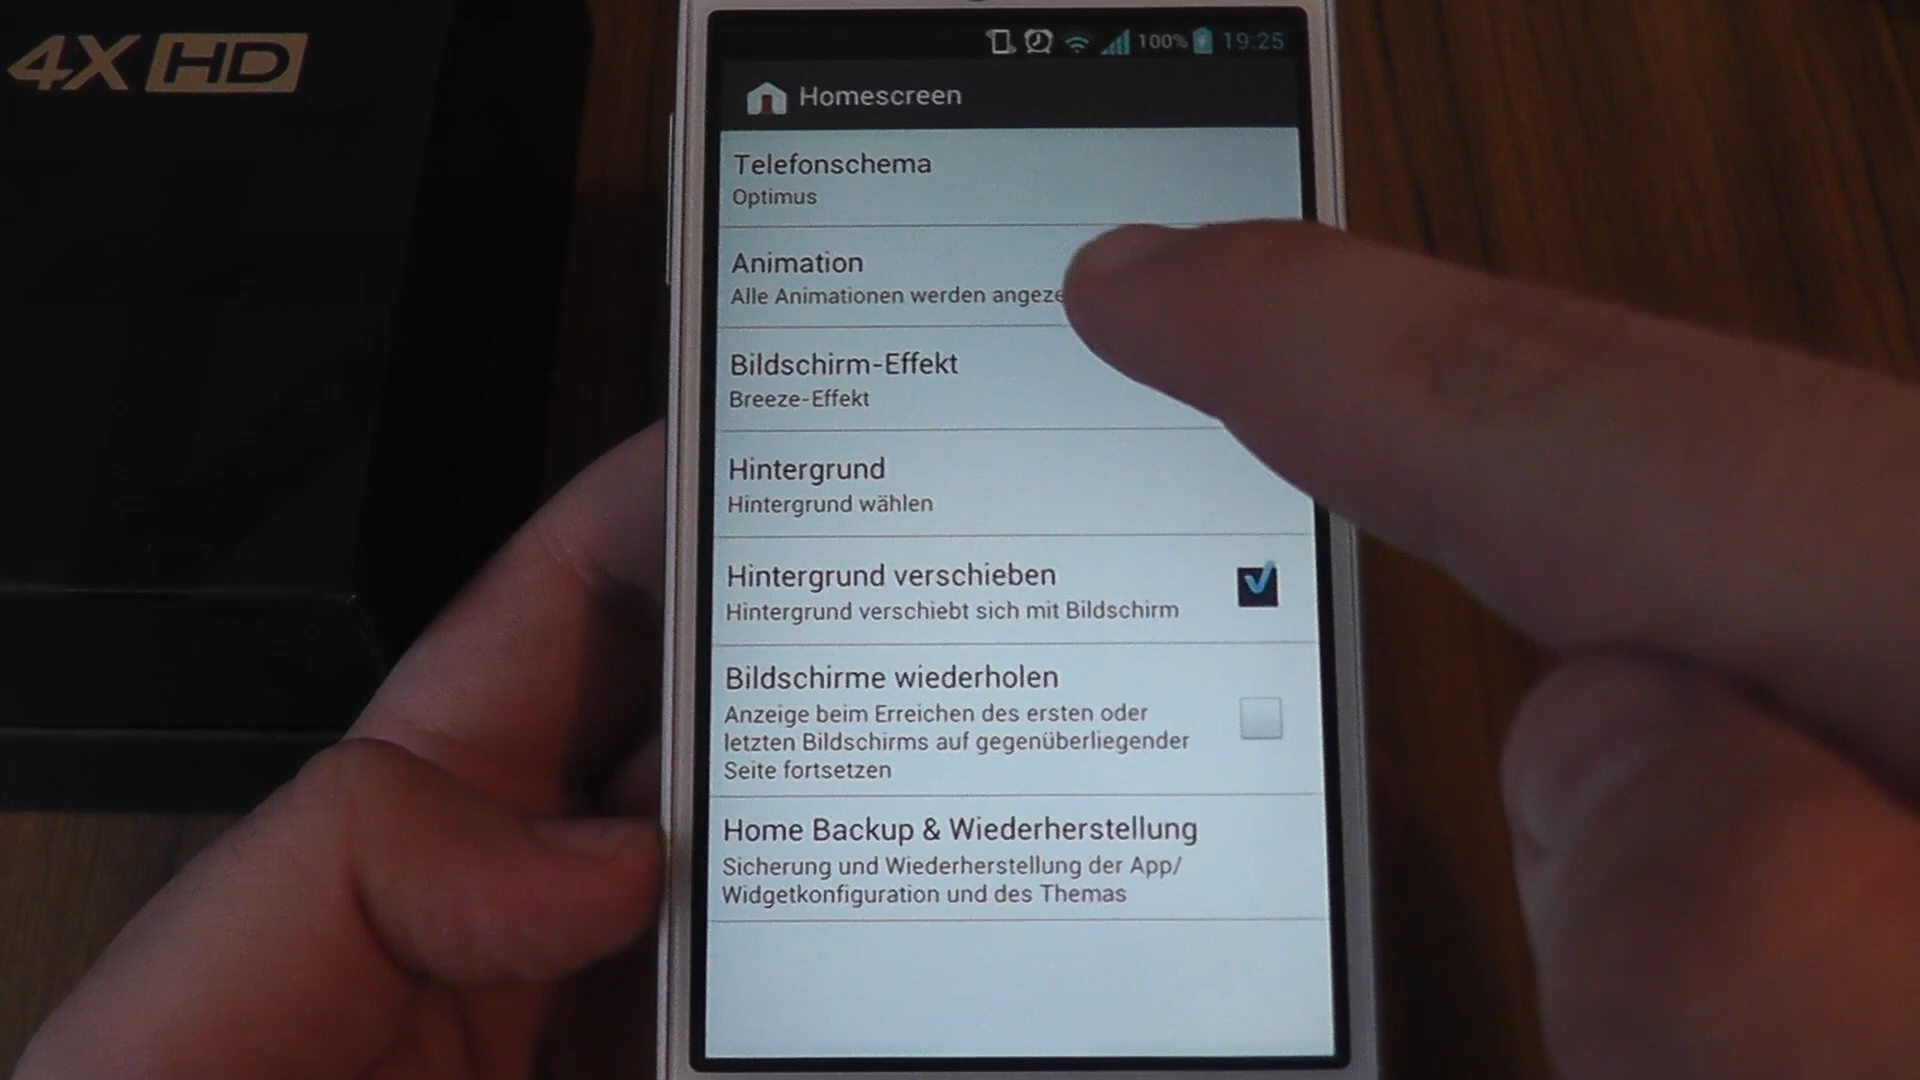 4X HD
100% 19:25
Homescreen
Telefonschema
Optimus
Animation
Alle Animationen werden
Bildschirm-Effekt
Breeze-Effekt
Hintergrund
Hintergrund wählen
Hintergrund verschieben
Hintergrund verschiebt sich mit Bildschirm
Bildschirme wiederholen
Anzeige beim Erreichen des ersten oder
letzten Bildschirms auf gegenüberliegender
Seite fortsetzen
Home Backup & Wiederherstellung
Sicherung und Wiederherstellung der App/
Widgetkonfiguration und des Themas